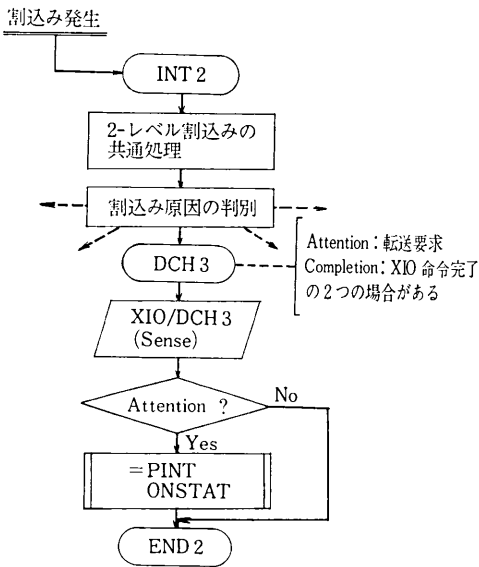 割込み発生
INT 2
2-レベル割込みの
共通処理
割込み原因の判別
DCH 3
Attention：転送要求
Completion：XIO 命令完了
の2つの場合がある
XIO/DCH 3
(Sense)
Attention ?
No
Yes
=PINT
ONSTAT
END 2